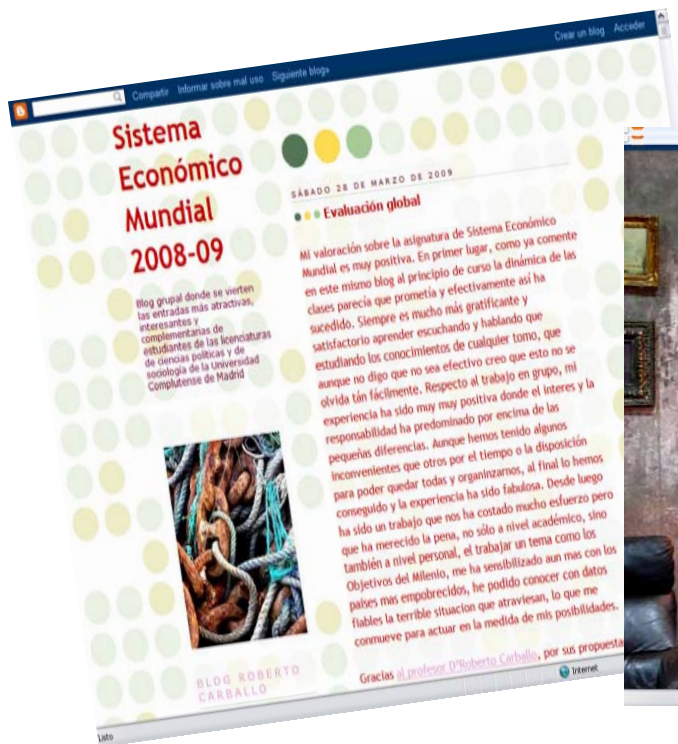 Compartir Informar sobre mal uso Siguiente blog»
Crear un blog Acceder
Sistema
Económico
Mundial
2008-09
Blog grupal donde se vierten
las entradas más atractivas,
interesantes y
complementarias de
estudiantes de las licenciaturas
de ciencias políticas y de
sociología de la Universidad
Complutense de Madrid
BLOG ROBERTO
CARBALLO
SÁBADO 28 DE MARZO DE 2009
Evaluación global
Mi valoración sobre la asignatura de Sistema Económico
Mundial es muy positiva. En primer lugar, como ya comente
en este mismo blog al principio de curso la dinámica de las
clases parecía que prometía y efectivamente así ha
sucedido. Siempre es mucho más gratificante y
satisfactorio aprender escuchando y hablando que
estudiando los conocimientos de cualquier tomo, que
aunque no digo que no sea efectivo creo que esto no se
olvida tán fácilmente. Respecto al trabajo en grupo, mi
experiencia ha sido muy muy positiva donde el interes y la
responsabilidad ha predominado por encima de las
pequeñas diferencias. Aunque hemos tenido algunos
inconvenientes que otros por el tiempo o la disposición
para poder quedar todas y organinzarnos, al final lo hemos
conseguido y la experiencia ha sido fabulosa. Desde luego
ha sido un trabajo que nos ha costado mucho esfuerzo pero
que ha merecido la pena, no sólo a nivel académico, sino
también a nivel personal, el trabajar un tema como los
Objetivos del Milenio, me ha sensibilizado aun mas con los
países mas empobrecidos, he podido conocer con datos
fiables la terrible situacion que atraviesan, lo que me
conmueve para actuar en la medida de mis posibilidades.
Gracias al profesor DºRoberto Carballo, por sus propuesta
Listo
Internet